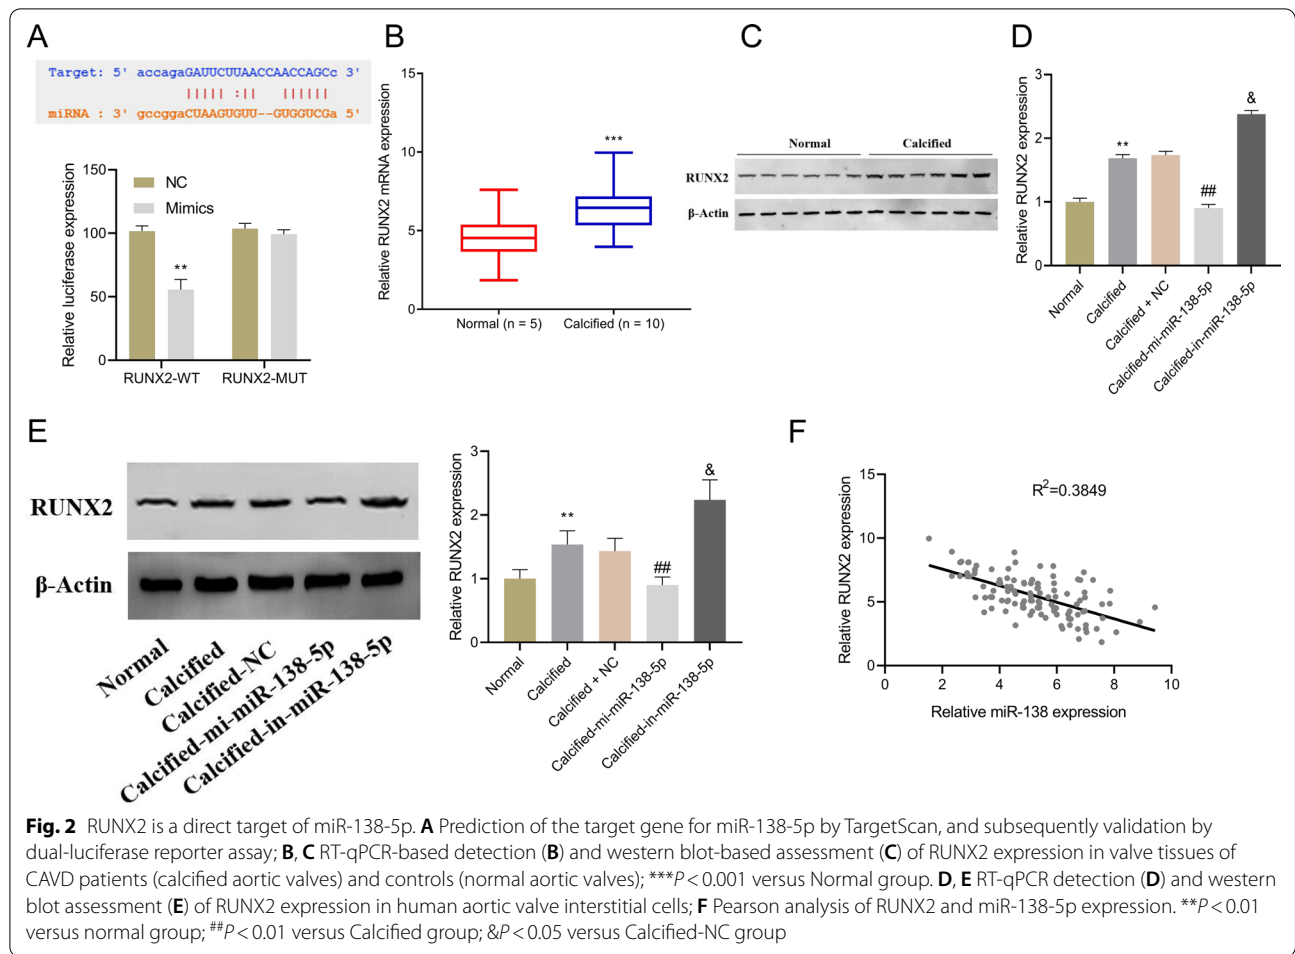 A
Target: 5' accagaGAUUCUUAACCAACCAGCc 3'
||||| :|| ||||||
miRNA : 3' gccggaCUAAGUGUU--GUGGUCGa 5'
Relative luciferase expression
150
100
50
0
NC
Mimics
**
RUNX2-WT RUNX2-MUT
B
Relative RUNX2 mRNA expression
15
10
5
0
***
Normal (n = 5) Calcified (n = 10)
C
Normal Calcified
RUNX2
β-Actin
D
Relative RUNX2 expression
3
2
1
0
**
##
&
Normal
Calcified
Calcified + NC
Calcified-mi-miR-138-5p
Calcified-in-miR-138-5p
E
RUNX2
β-Actin
Normal
Calcified
Calcified-NC
Calcified-mi-miR-138-5p
Calcified-in-miR-138-5p
Relative RUNX2 expression
3
2
1
0
**
##
&
Normal
Calcified
Calcified + NC
Calcified-mi-miR-138-5p
Calcified-in-miR-138-5p
F
Relative RUNX2 expression
15
10
5
0
R²=0.3849
0 2 4 6 8 10
Relative miR-138 expression
Fig. 2 RUNX2 is a direct target of miR-138-5p. A Prediction of the target gene for miR-138-5p by TargetScan, and subsequently validation by
dual-luciferase reporter assay; B, C RT-qPCR-based detection (B) and western blot-based assessment (C) of RUNX2 expression in valve tissues of
CAVD patients (calcified aortic valves) and controls (normal aortic valves); ***P < 0.001 versus Normal group. D, E RT-qPCR detection (D) and western
blot assessment (E) of RUNX2 expression in human aortic valve interstitial cells; F Pearson analysis of RUNX2 and miR-138-5p expression. **P < 0.01
versus normal group; ##P < 0.01 versus Calcified group; &P < 0.05 versus Calcified-NC group